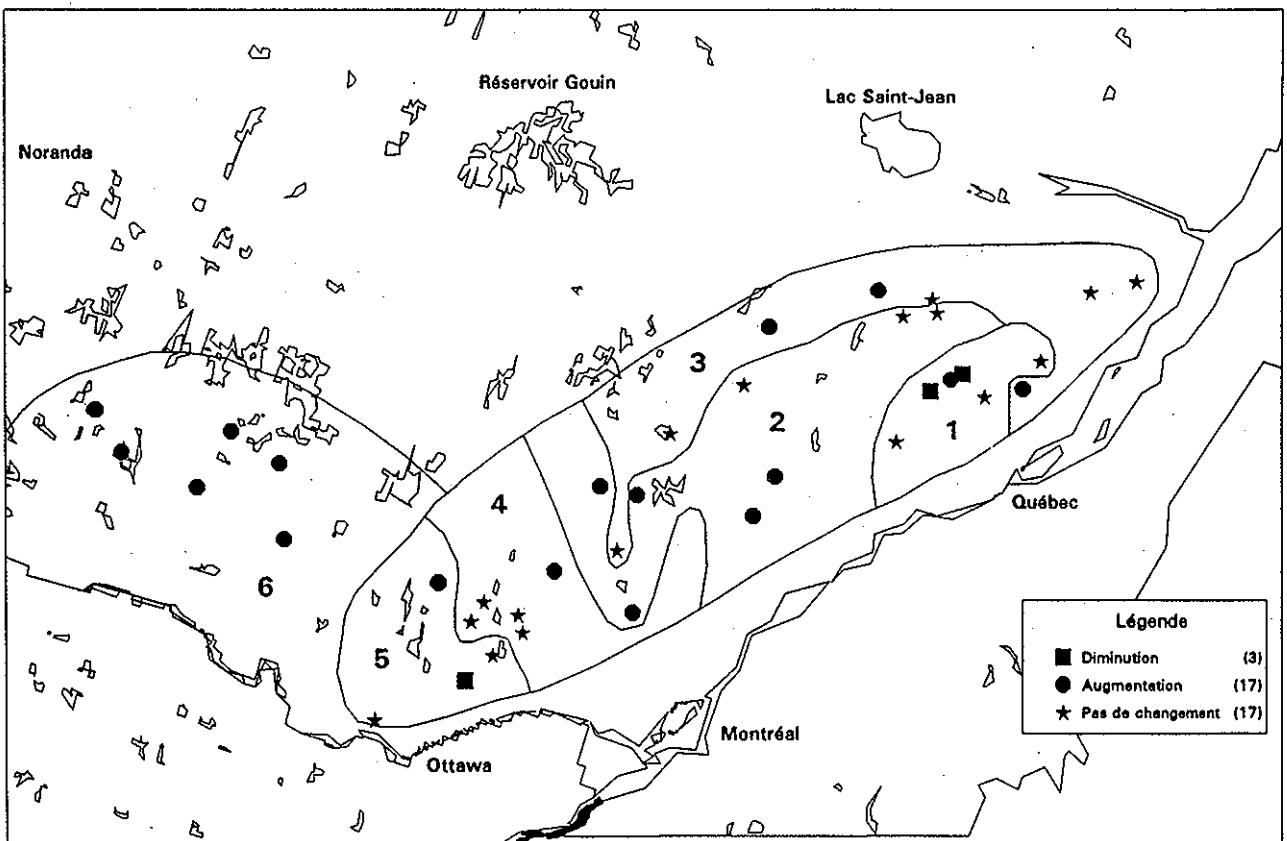 Réservoir Gouin
Lac Saint-Jean
Noranda
3
2
1
4
Québec
6
5
Légende
Diminution (3)
Augmentation (17)
Pas de changement (17)
Montréal
Ottawa